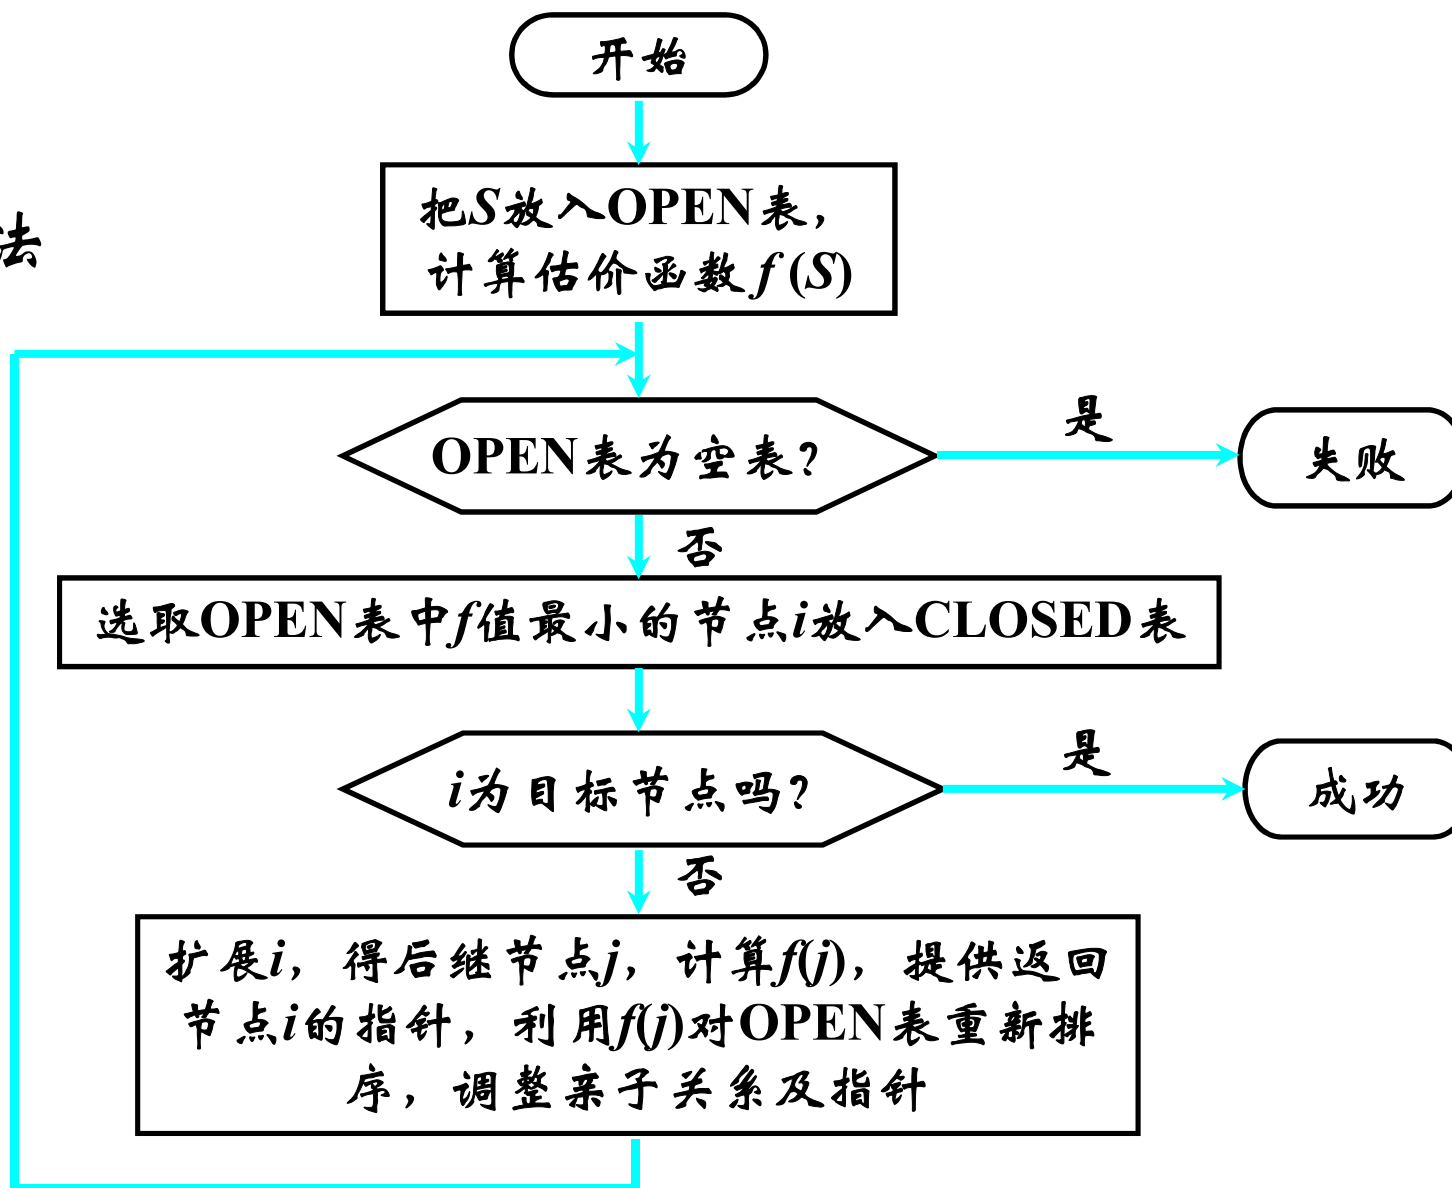 开始
法
把S放入OPEN表，
计算估价函数f (S)
OPEN表为空表？
是
失败
否
选取OPEN表中f值最小的节点i放入CLOSED表
i为目标节点吗？
是
成功
否
扩展i，得后继节点j，计算f(j)，提供返回
节点i的指针，利用f(j)对OPEN表重新排
序，调整亲子关系及指针